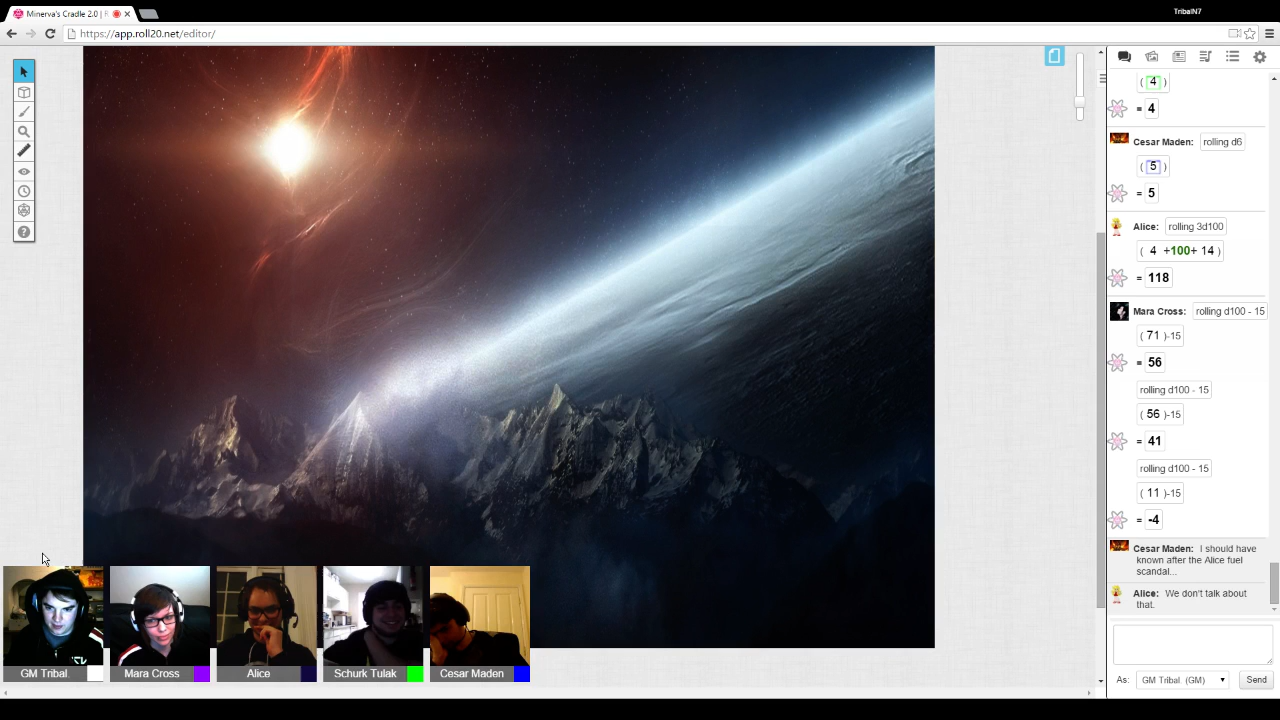 TribalN7
Minerva's Cradle 2.0 | R
https://app.roll20.net/editor/
( 4 )
= 4
Cesar Maden: rolling d6
( 5 )
= 5
Alice: rolling 3d100
( 4 +100+ 14 )
= 118
Mara Cross: rolling d100 - 15
( 71 )-15
= 56
rolling d100 - 15
( 56 )-15
= 41
rolling d100 - 15
( 11 )-15
= -4
Cesar Maden: I should have
known after the Alice fuel
scandal...
Alice: We don't talk about
that.
As: GM Tribal (GM) Send
GM Tribal Mara Cross Alice Schurk Tulak Cesar Maden